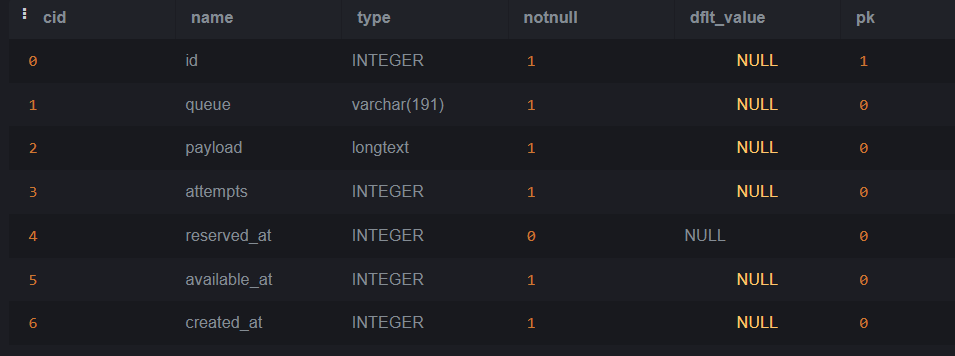 cid name type notnull dflt_value pk
0 id INTEGER 1 NULL 1
1 queue varchar(191) 1 NULL 0
2 payload longtext 1 NULL 0
3 attempts INTEGER 1 NULL 0
4 reserved_at INTEGER 0 NULL 0
5 available_at INTEGER 1 NULL 0
6 created_at INTEGER 1 NULL 0